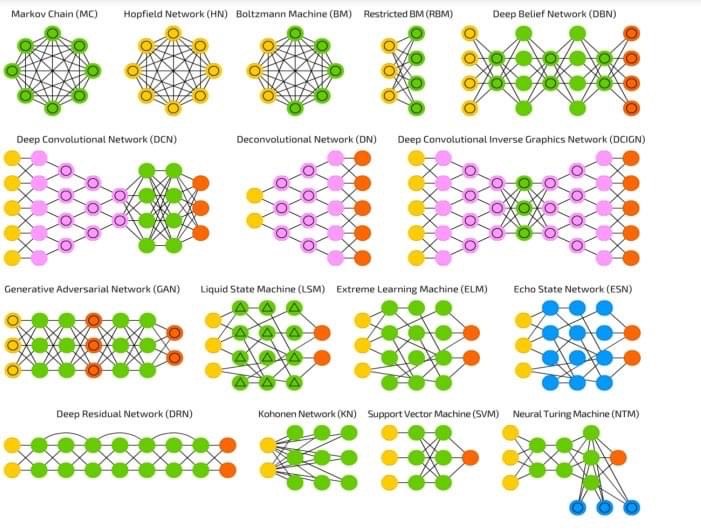 Markov Chain (MC)
Hopfield Network (HN)
Boltzmann Machine (BM)
Restricted BM (RBM)
Deep Belief Network (DBN)
Deep Convolutional Network (DCN)
Deconvolutional Network (DN)
Deep Convolutional Inverse Graphics Network (DCIGN)
Generative Adversarial Network (GAN)
Liquid State Machine (LSM)
Extreme Learning Machine (ELM)
Echo State Network (ESN)
Deep Residual Network (DRN)
Kohonen Network (KN)
Support Vector Machine (SVM)
Neural Turing Machine (NTM)